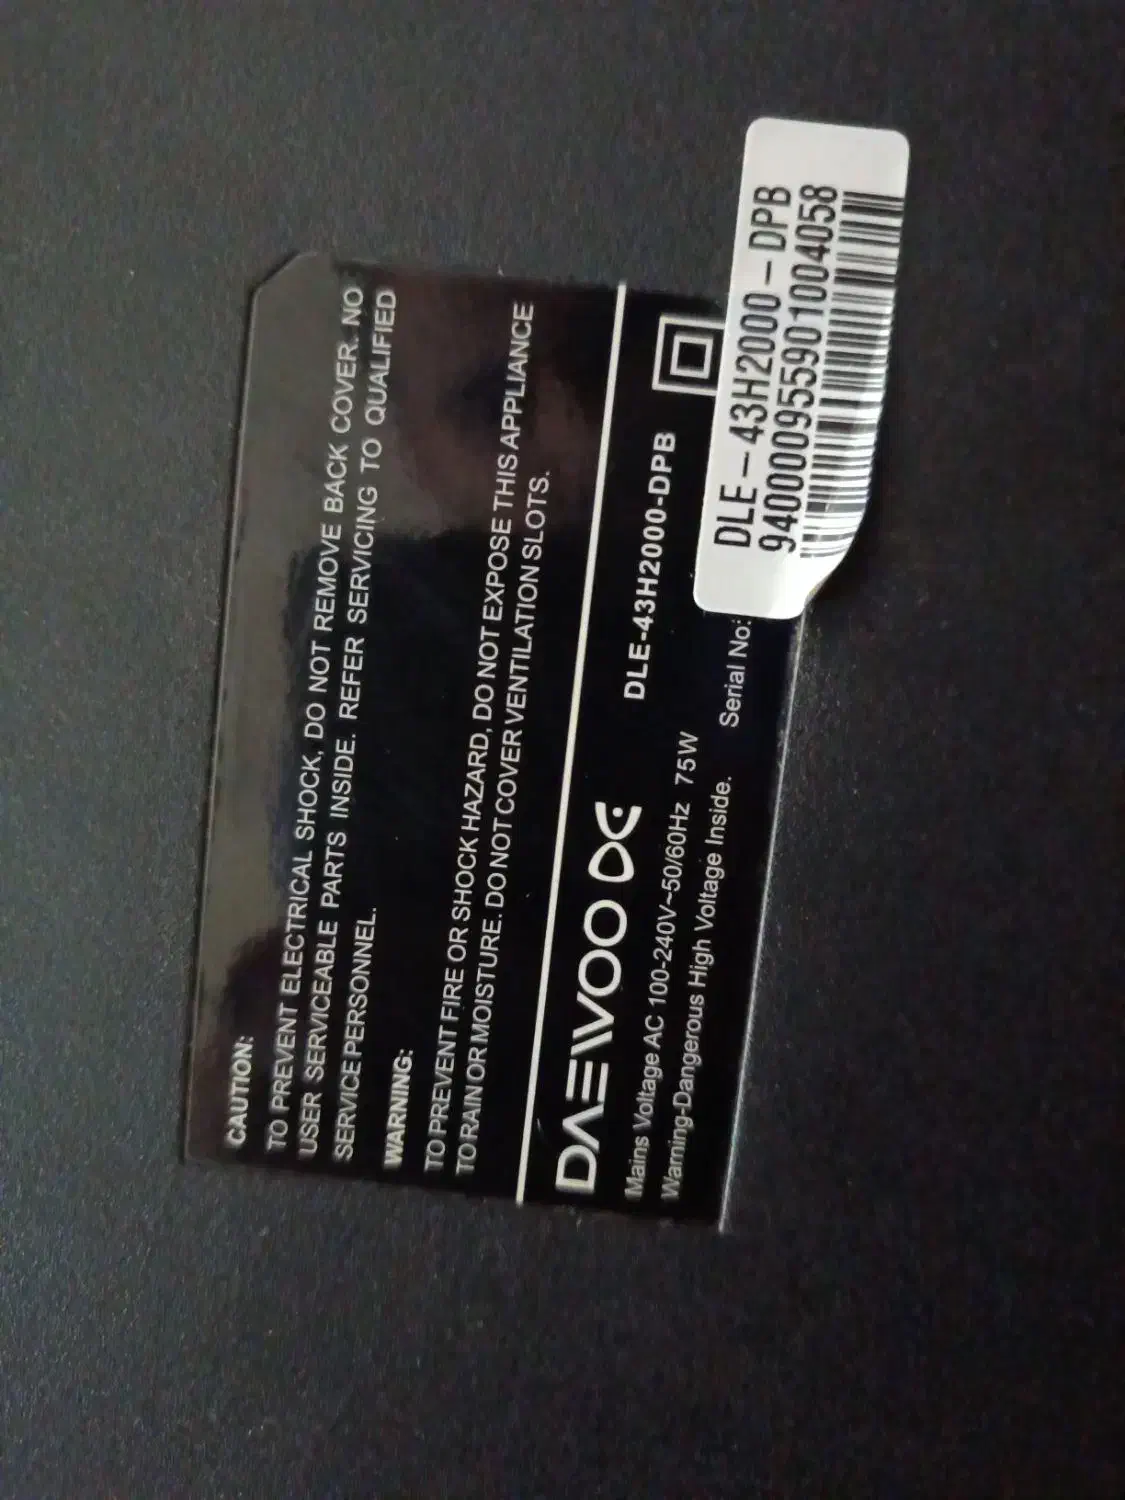 CAUTION:
TO PREVENT ELECTRICAL SHOCK, DO NOT REMOVE BACK COVER. NO
USER SERVICEABLE PARTS INSIDE. REFER SERVICING TO QUALIFIED
SERVICE PERSONNEL.
WARNING:
TO PREVENT FIRE OR SHOCK HAZARD, DO NOT EXPOSE THIS APPLIANCE
TO RAIN OR MOISTURE. DO NOT COVER VENTILATION SLOTS.
DAEWOO DE
DLE-43H2000-DPB
Mains Voltage AC 100-240V~50/60Hz 75W
Warning-Dangerous High Voltage Inside.
Serial No:
DLE-43H2000-DPB
940000955901004058